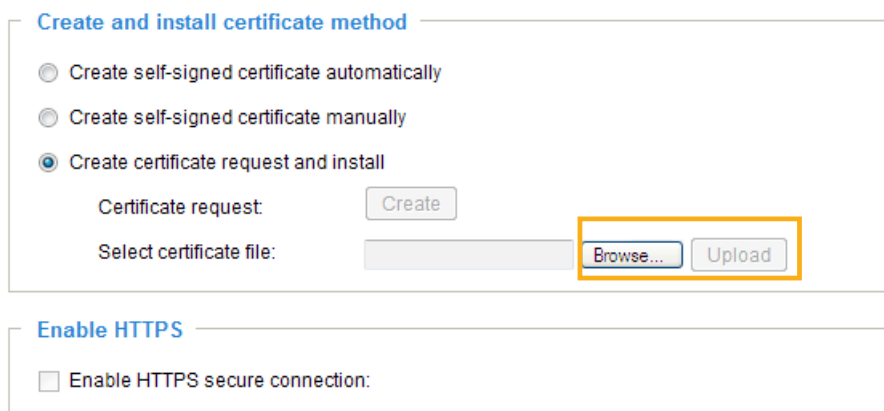 Create and install certificate method
Create self-signed certificate automatically
Create self-signed certificate manually
Create certificate request and install
Certificate request: Create
Select certificate file: Browse... Upload
Enable HTTPS
Enable HTTPS secure connection: